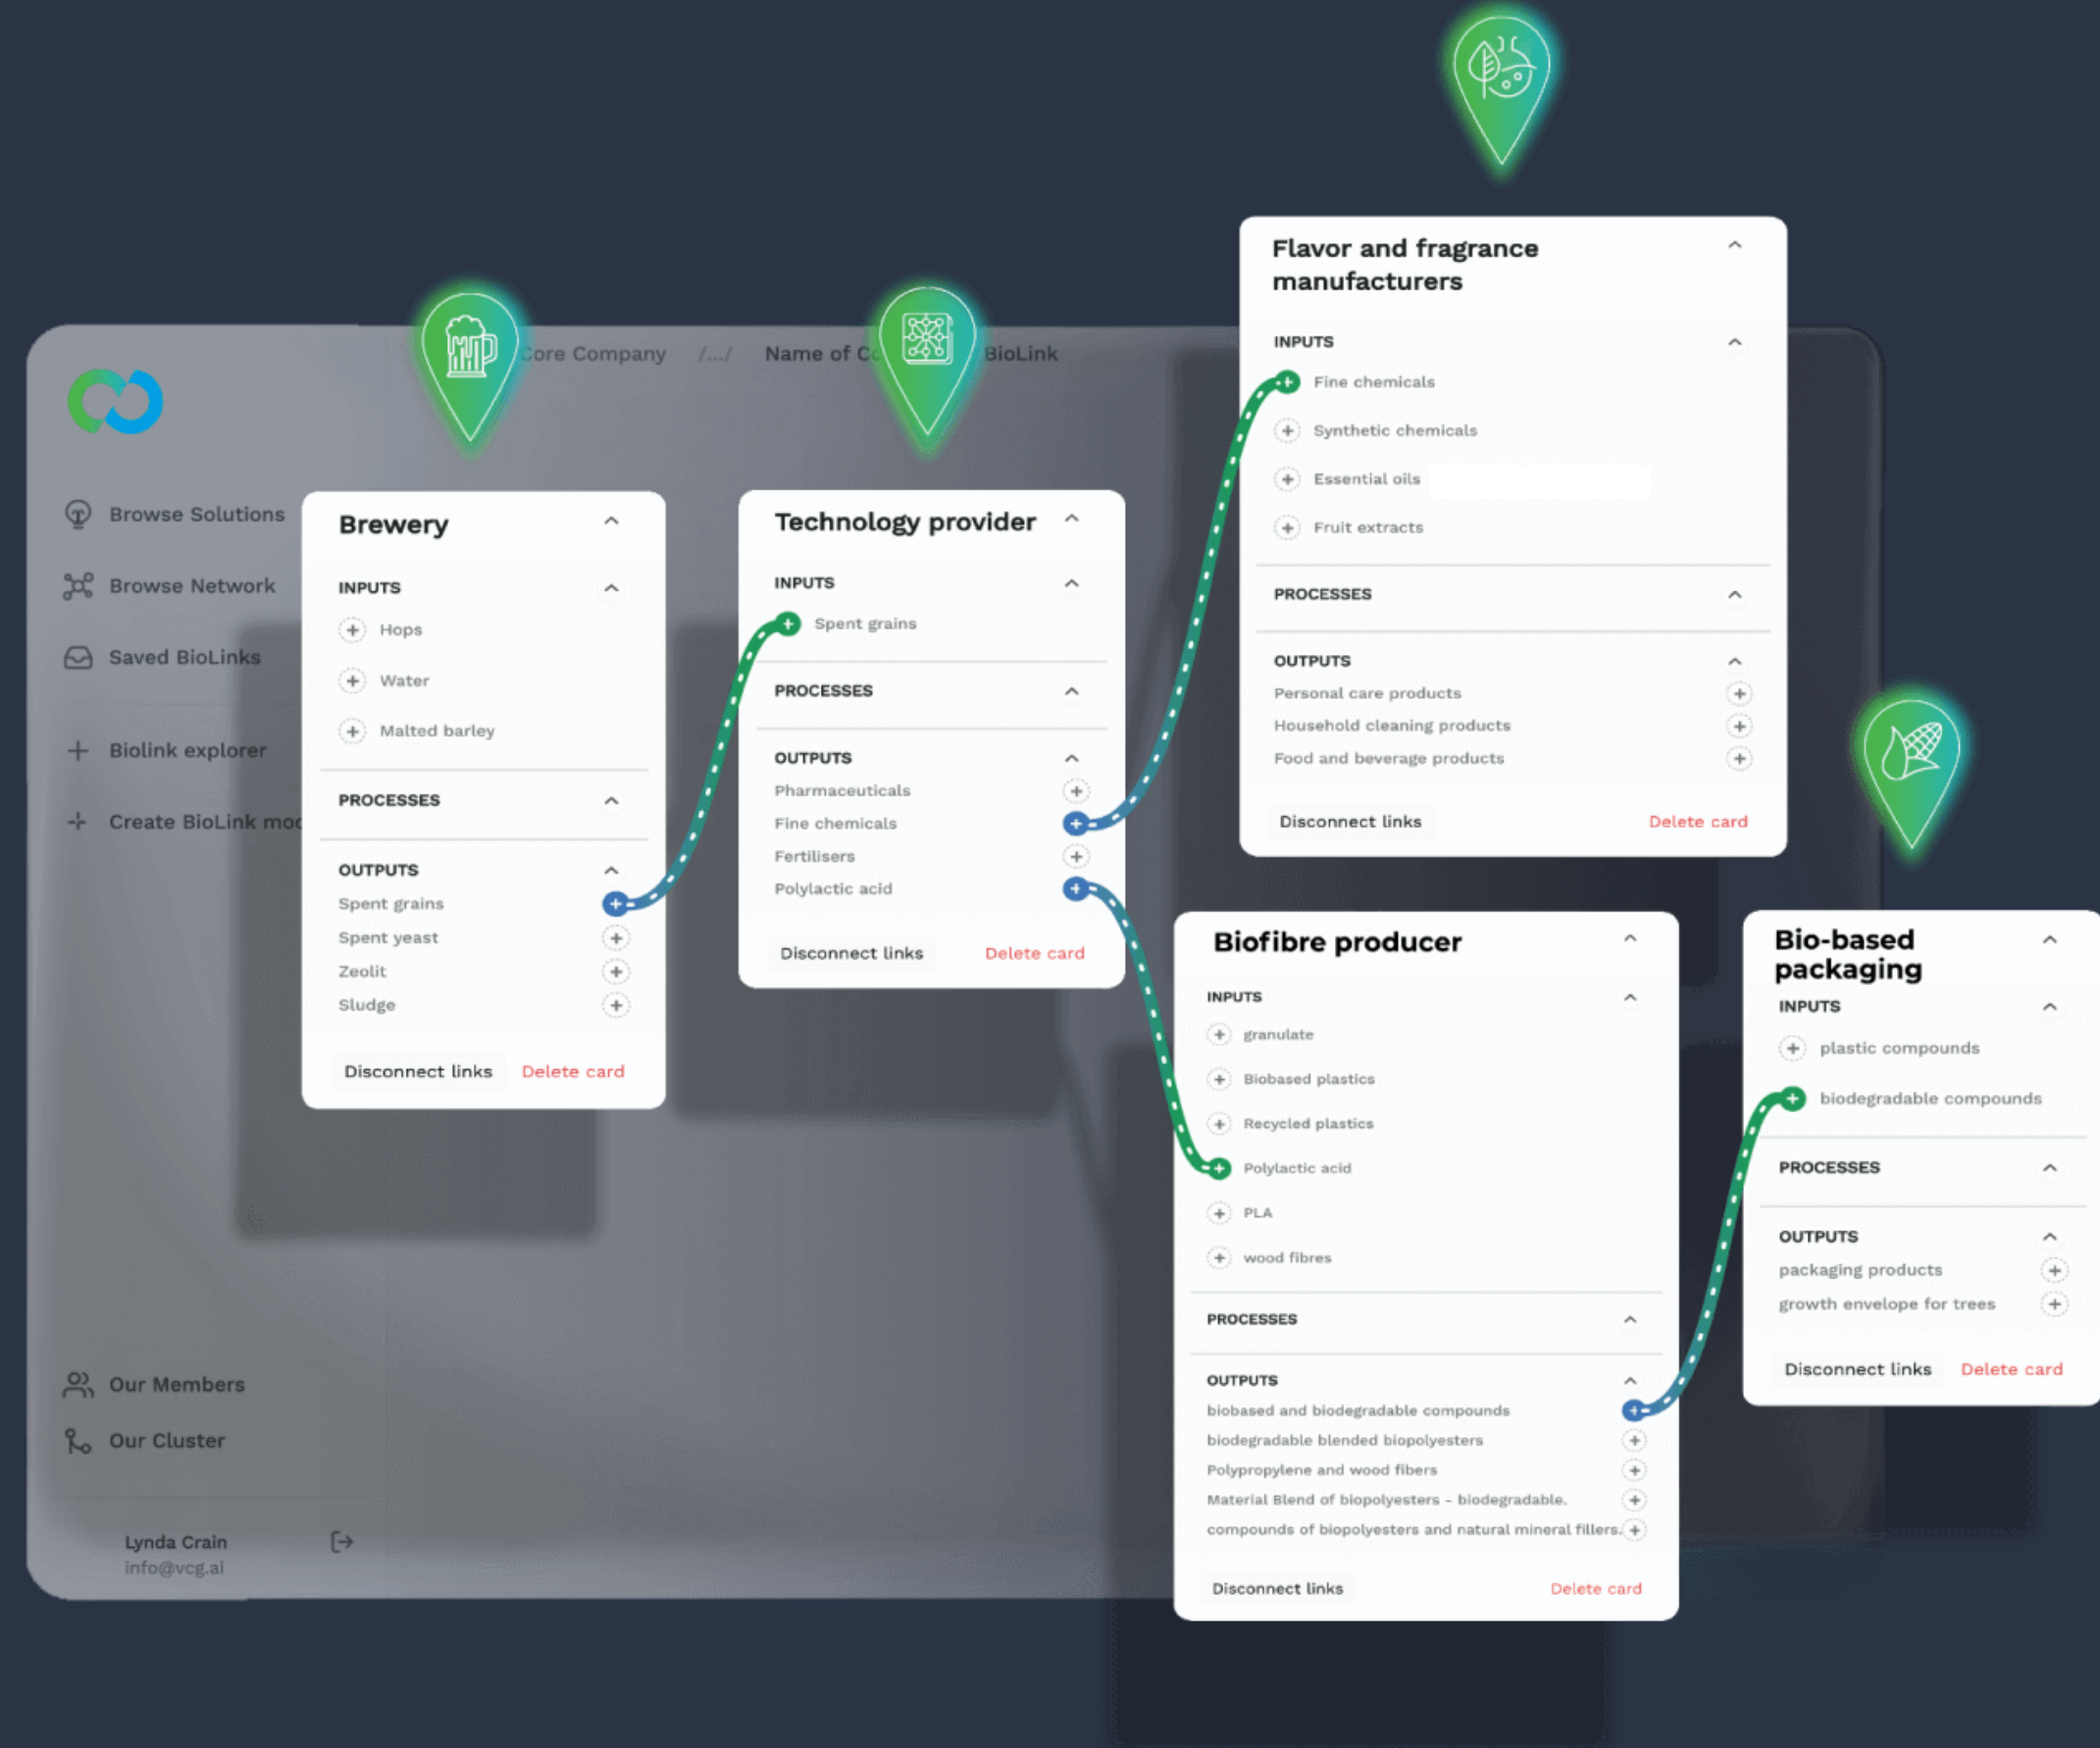 Core Company /.../ Name of Co BioLink
Browse Solutions
Browse Network
Saved BioLinks
Biolink explorer
Create BioLink mod
Our Members
Our Cluster
Lynda Crain
info@vcg.ai
Brewery
INPUTS
Hops
Water
Malted barley
PROCESSES
OUTPUTS
Spent grains
Spent yeast
Zeolit
Sludge
Disconnect links Delete card
Technology provider
INPUTS
Spent grains
PROCESSES
OUTPUTS
Pharmaceuticals
Fine chemicals
Fertilisers
Polylactic acid
Disconnect links Delete card
Flavor and fragrance
manufacturers
INPUTS
Fine chemicals
Synthetic chemicals
Essential oils
Fruit extracts
PROCESSES
OUTPUTS
Personal care products
Household cleaning products
Food and beverage products
Disconnect links Delete card
Biofibre producer
INPUTS
granulate
Biobased plastics
Recycled plastics
Polylactic acid
PLA
wood fibres
PROCESSES
OUTPUTS
biobased and biodegradable compounds
biodegradable blended biopolyesters
Polypropylene and wood fibers
Material Blend of biopolyesters - biodegradable.
compounds of biopolyesters and natural mineral fillers.
Disconnect links Delete card
Bio-based
packaging
INPUTS
plastic compounds
biodegradable compounds
PROCESSES
OUTPUTS
packaging products
growth envelope for trees
Disconnect links Delete card